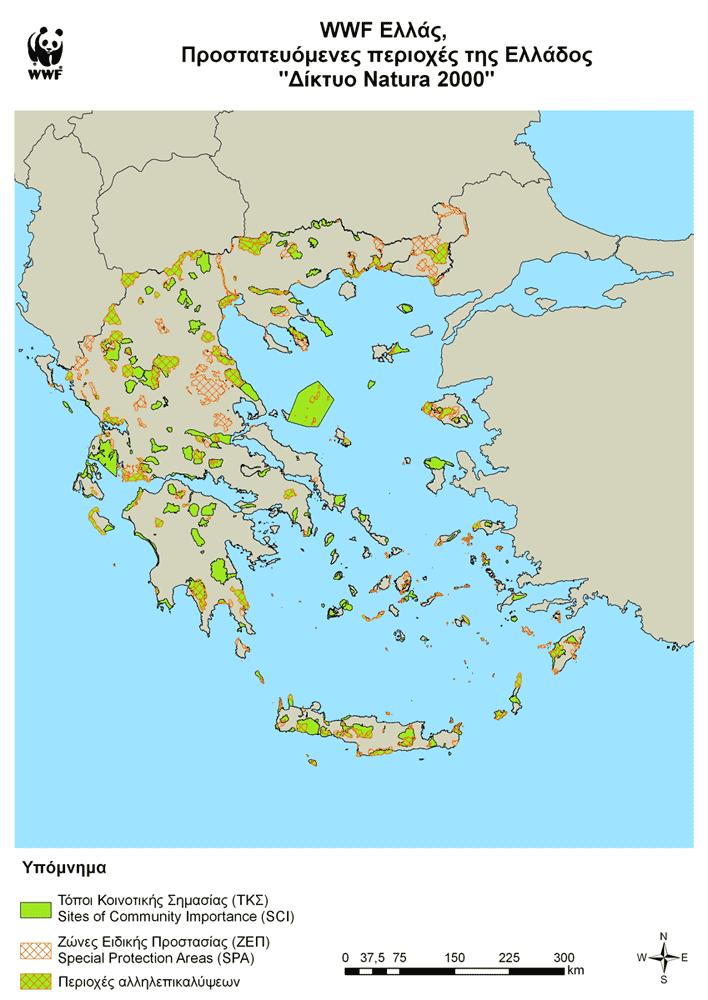 WWF Ελλάς,
Προστατευόμενες περιοχές της Ελλάδος
"Δίκτυο Natura 2000"
WWF
Υπόμνημα
Τόποι Κοινοτικής Σημασίας (ΤΚΣ)
Sites of Community Importance (SCI)
Ζώνες Ειδικής Προστασίας (ΖΕΠ)
Special Protection Areas (SPA)
Περιοχές αλληλεπικαλύψεων
0 37,5 75 150 225 300
km
N
W E
S